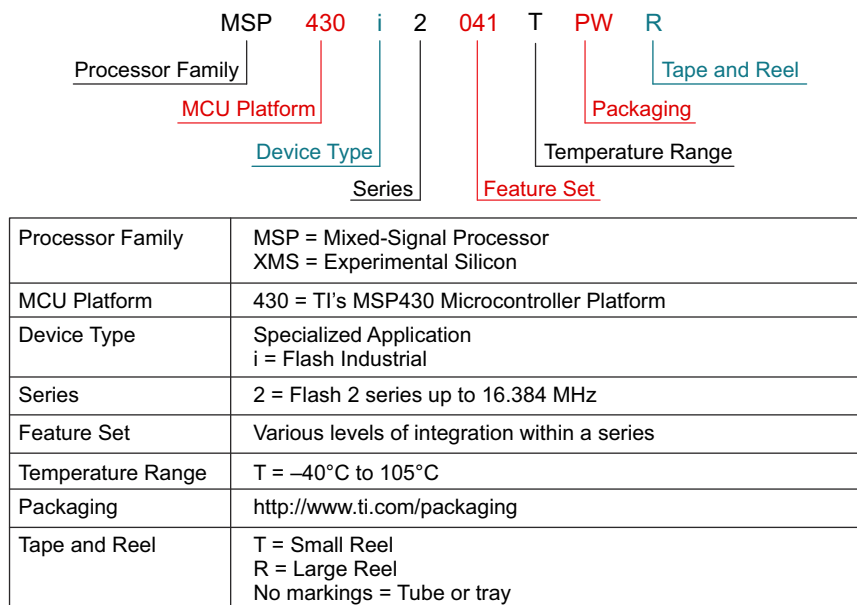 MSP 430 i 2 041 T PW R
Processor Family Tape and Reel
MCU Platform Packaging
Device Type Temperature Range
Series Feature Set
Processor Family MSP = Mixed-Signal Processor
XMS = Experimental Silicon
MCU Platform 430 = TI's MSP430 Microcontroller Platform
Device Type Specialized Application
i = Flash Industrial
Series 2 = Flash 2 series up to 16.384 MHz
Feature Set Various levels of integration within a series
Temperature Range T = –40°C to 105°C
Packaging http://www.ti.com/packaging
Tape and Reel T = Small Reel
R = Large Reel
No markings = Tube or tray